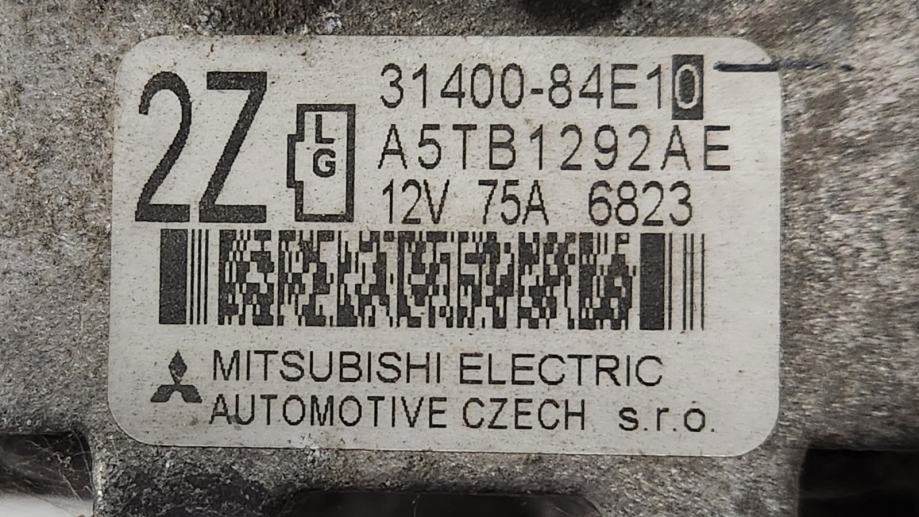 2Z
L
G
31400-84E10
A5TB1292AE
12V 75A 6823
MITSUBISHI ELECTRIC
AUTOMOTIVE CZECH s.r.o.